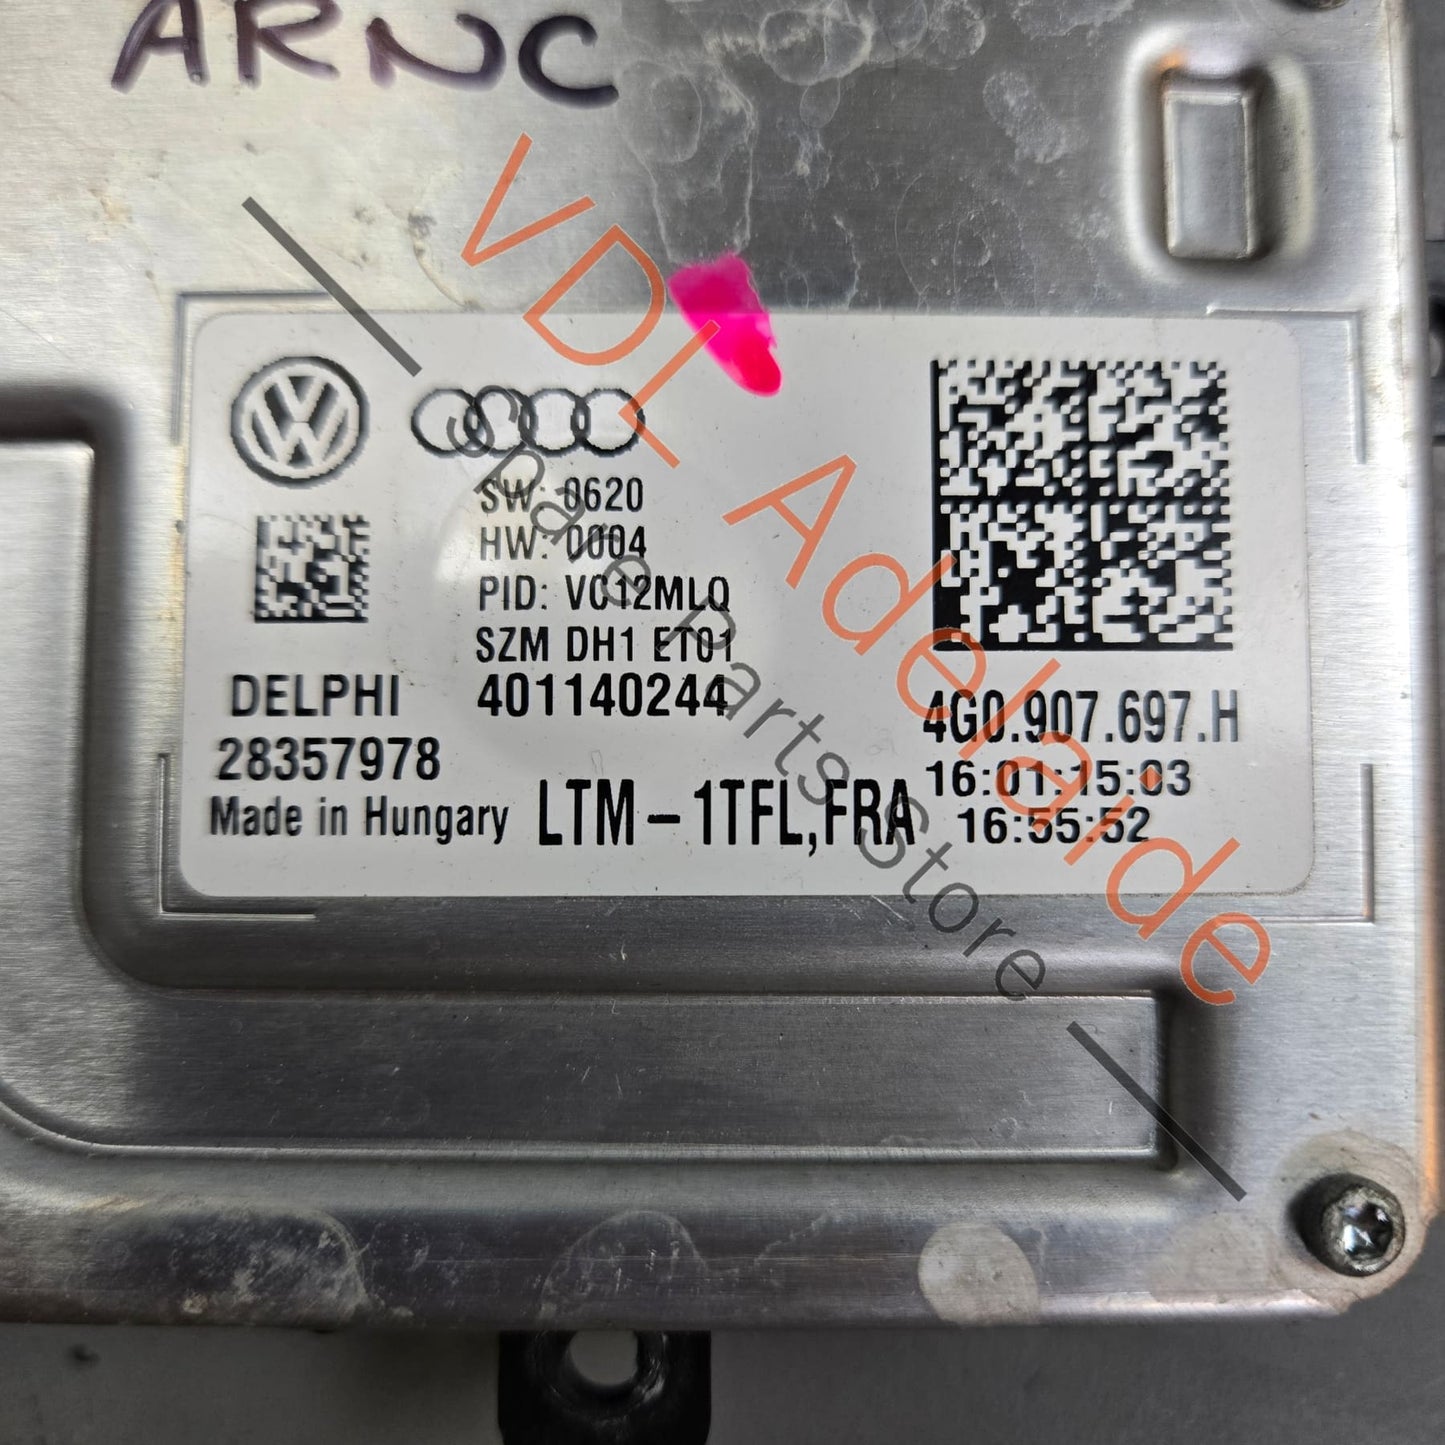 ARNC
VDL Adelaide
Spare Parts Store
SW: 0620
HW: 0004
PID: VC12MLQ
SZM DH1 ET01
DELPHI 401140244
4G0.907.697.H
28357978
16:01:15:03
Made in Hungary LTM-1TFL,FRA
16:55:52